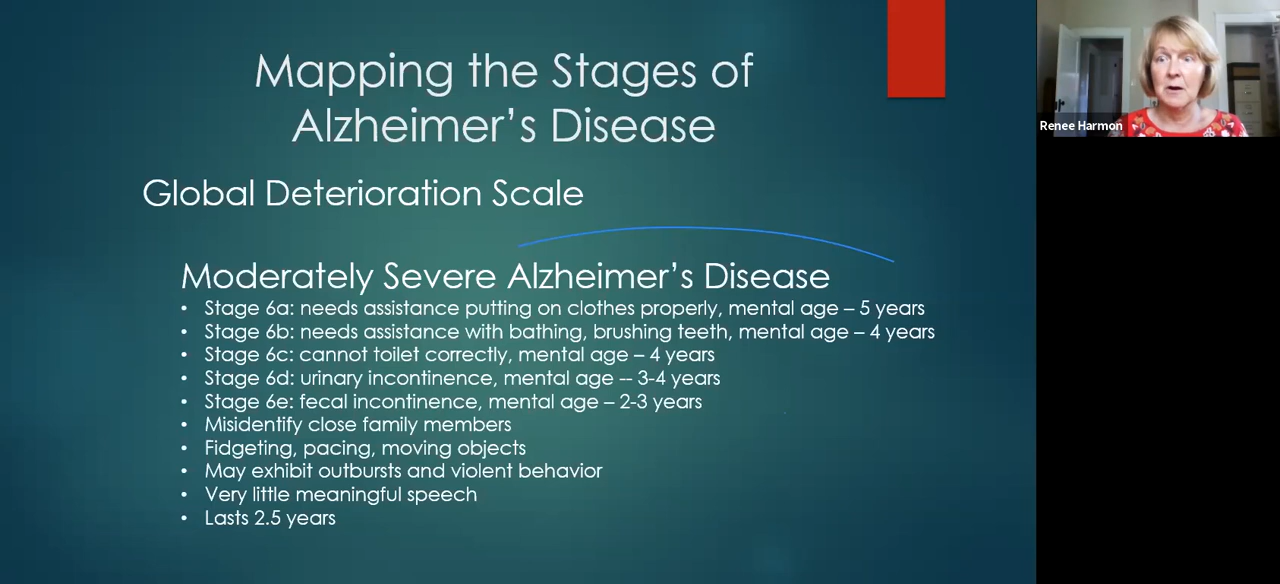 Mapping the Stages of
Alzheimer's Disease
Global Deterioration Scale
Moderately Severe Alzheimer's Disease
• Stage 6a: needs assistance putting on clothes properly, mental age – 5 years
• Stage 6b: needs assistance with bathing, brushing teeth, mental age – 4 years
• Stage 6c: cannot toilet correctly, mental age – 4 years
• Stage 6d: urinary incontinence, mental age -- 3-4 years
• Stage 6e: fecal incontinence, mental age – 2-3 years
• Misidentify close family members
• Fidgeting, pacing, moving objects
• May exhibit outbursts and violent behavior
• Very little meaningful speech
• Lasts 2.5 years
Renee Harmon